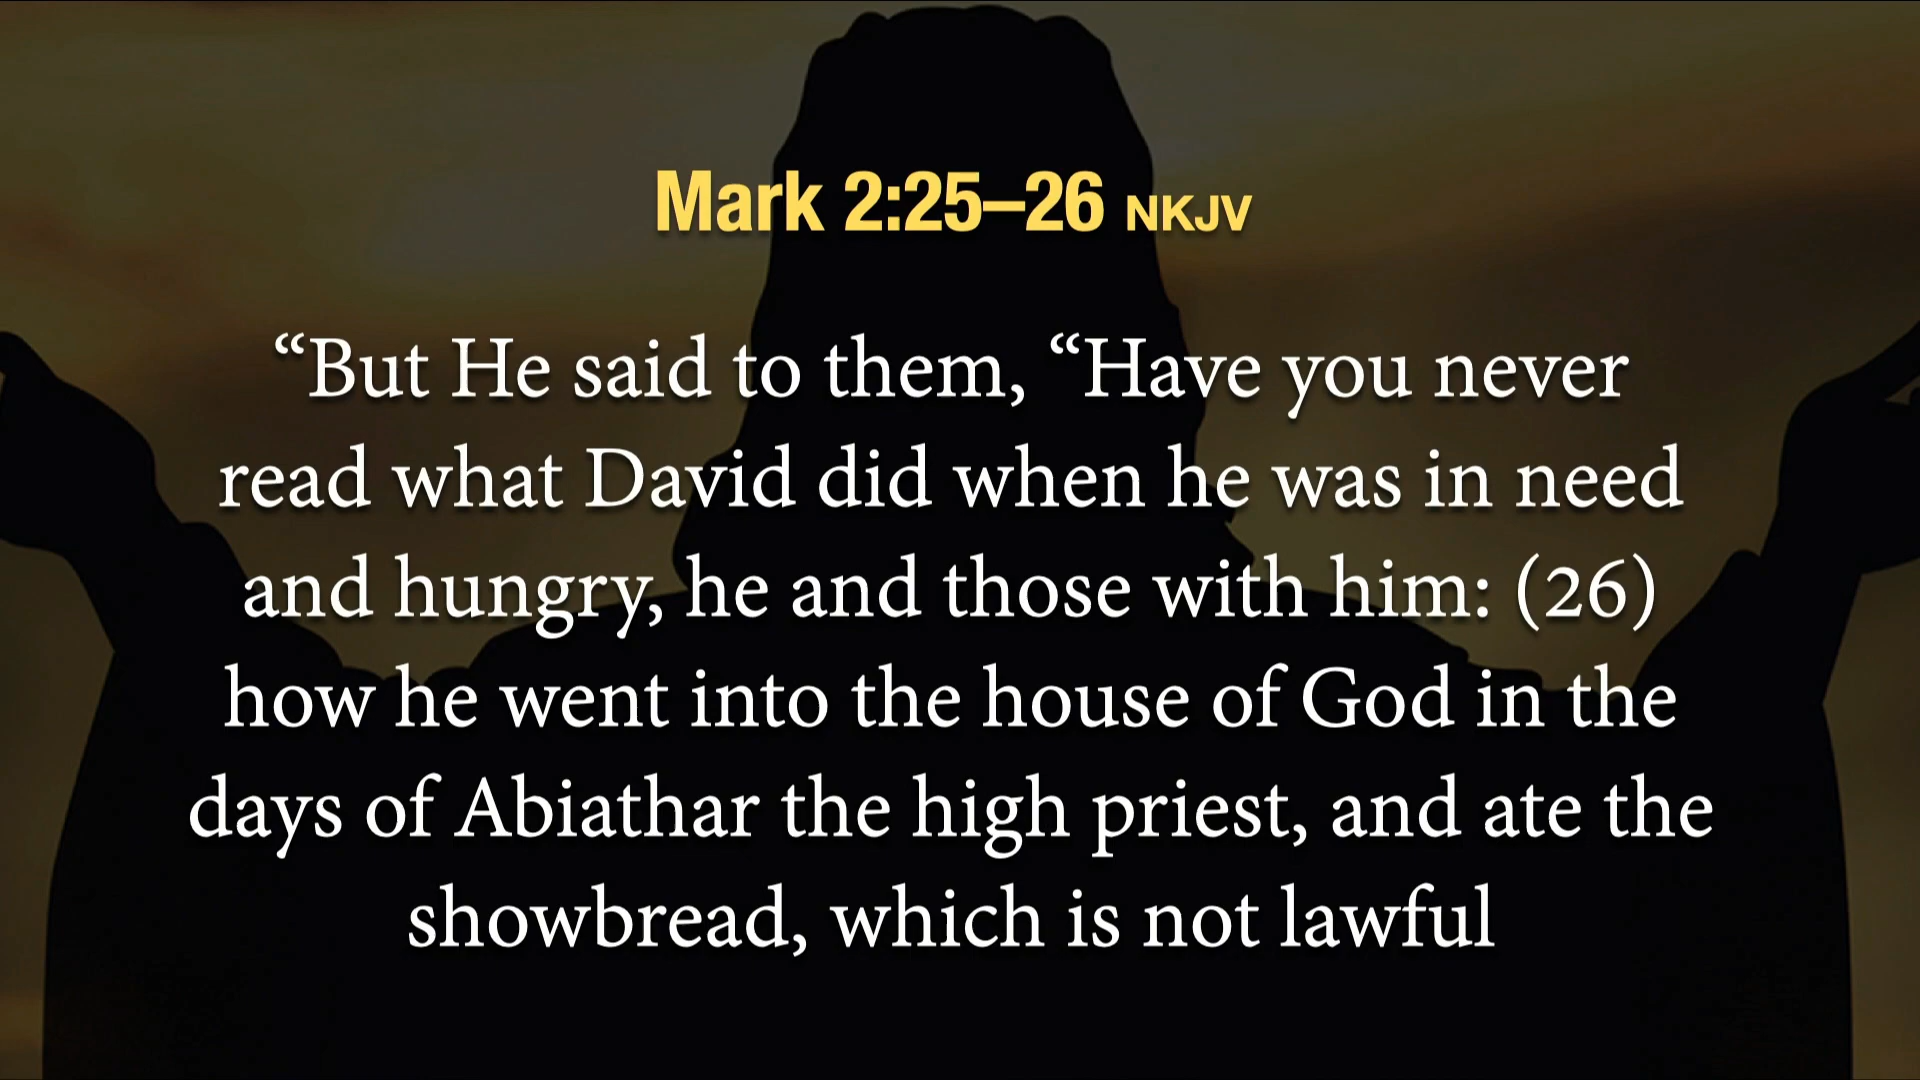 Mark 2:25–26 NKJV
“But He said to them, “Have you never
read what David did when he was in need
and hungry, he and those with him: (26)
how he went into the house of God in the
days of Abiathar the high priest, and ate the
showbread, which is not lawful